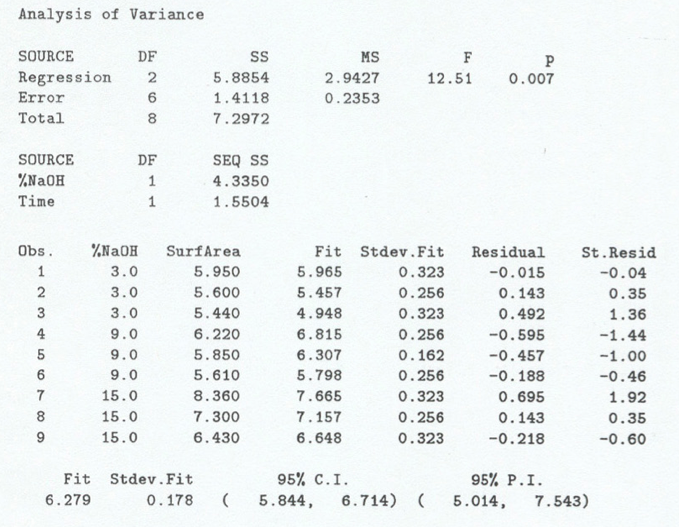 Analysis of Variance
SOURCE DF SS MS F p
Regression 2 5.8854 2.9427 12.51 0.007
Error 6 1.4118 0.2353
Total 8 7.2972
SOURCE DF SEQ SS
%NaOH 1 4.3350
Time 1 1.5504
Obs. %NaOH SurfArea Fit Stdev.Fit Residual St.Resid
1 3.0 5.950 5.965 0.323 -0.015 -0.04
2 3.0 5.600 5.457 0.256 0.143 0.35
3 3.0 5.440 4.948 0.323 0.492 1.36
4 9.0 6.220 6.815 0.256 -0.595 -1.44
5 9.0 5.850 6.307 0.162 -0.457 -1.00
6 9.0 5.610 5.798 0.256 -0.188 -0.46
7 15.0 8.360 7.665 0.323 0.695 1.92
8 15.0 7.300 7.157 0.256 0.143 0.35
9 15.0 6.430 6.648 0.323 -0.218 -0.60
Fit Stdev.Fit 95% C.I. 95% P.I.
6.279 0.178 ( 5.844, 6.714) ( 5.014, 7.543)